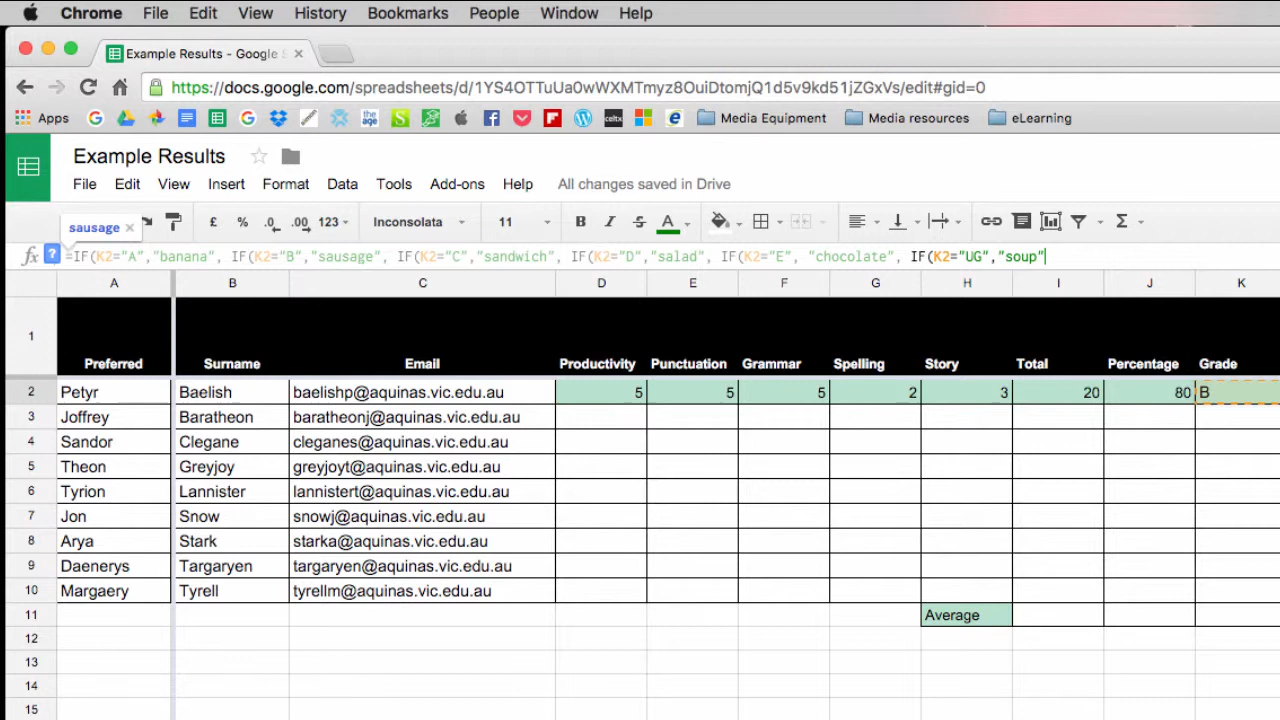 Chrome File Edit View History Bookmarks People Window Help
Example Results - Google S ×
https://docs.google.com/spreadsheets/d/1YS4OTTuUa0wWXMTmyz8OuiDtomjQ1d5v9kd51jZGxVs/edit#gid=0
Apps Media Equipment Media resources eLearning
Example Results
File Edit View Insert Format Data Tools Add-ons Help All changes saved in Drive
sausage × £ % .0 .00 123 Inconsolata 11 B I S A Σ
fx ? =IF(K2="A","banana", IF(K2="B","sausage", IF(K2="C","sandwich", IF(K2="D","salad", IF(K2="E", "chocolate", IF(K2="UG","soup"
A B C D E F G H I J K
1 Preferred Surname Email Productivity Punctuation Grammar Spelling Story Total Percentage Grade
2 Petyr Baelish baelishp@aquinas.vic.edu.au 5 5 5 2 3 20 80 B
3 Joffrey Baratheon baratheonj@aquinas.vic.edu.au
4 Sandor Clegane cleganes@aquinas.vic.edu.au
5 Theon Greyjoy greyjoyt@aquinas.vic.edu.au
6 Tyrion Lannister lannistert@aquinas.vic.edu.au
7 Jon Snow snowj@aquinas.vic.edu.au
8 Arya Stark starka@aquinas.vic.edu.au
9 Daenerys Targaryen targaryen@aquinas.vic.edu.au
10 Margaery Tyrell tyrellm@aquinas.vic.edu.au
11 Average
12
13
14
15